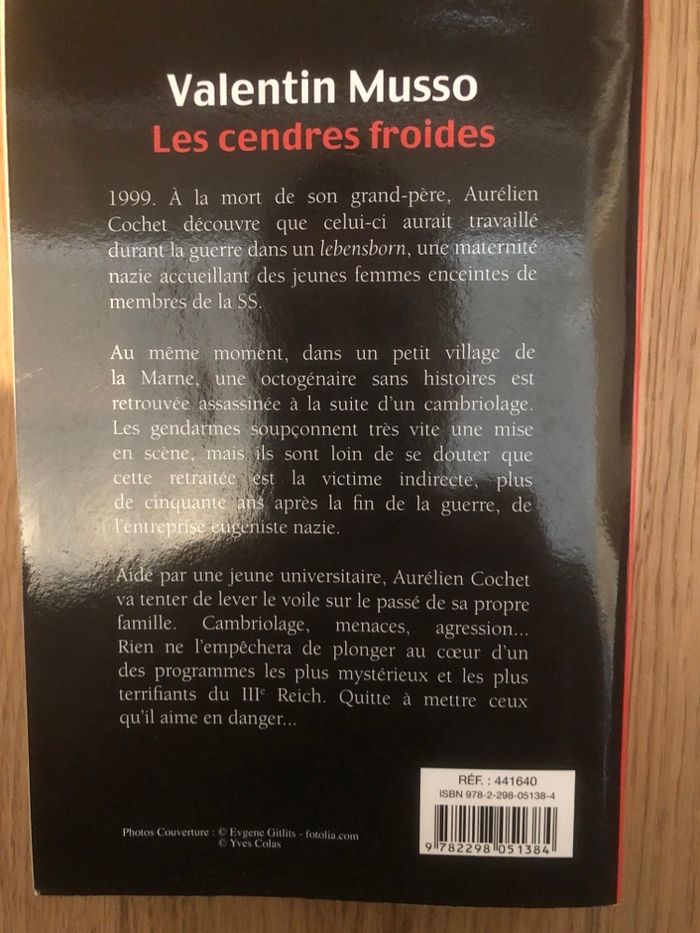 Valentin Musso
Les cendres froides
1999. À la mort de son grand-père, Aurélien
Cochet découvre que celui-ci aurait travaillé
durant la guerre dans un lebensborn, une maternité
nazie accueillant des jeunes femmes enceintes de
membres de la SS.
Au même moment, dans un petit village de
la Marne, une octogénaire sans histoires est
retrouvée assassinée à la suite d'un cambriolage.
Les gendarmes soupçonnent très vite une mise
en scène, mais ils sont loin de se douter que
cette retraitée est la victime indirecte, plus
de cinquante ans après la fin de la guerre, de
l'entreprise eugéniste nazie.
Aidé par une jeune universitaire, Aurélien Cochet
va tenter de lever le voile sur le passé de sa propre
famille. Cambriolage, menaces, agression...
Rien ne l'empêchera de plonger au cœur d'un
des programmes les plus mystérieux et les plus
terrifiants du IIIe Reich. Quitte à mettre ceux
qu'il aime en danger...
RÉF. : 441640
ISBN 978-2-298-05138-4
9 782298 051384
Photos Couverture : © Evgene Gitlits - fotolia.com
© Yves Colas